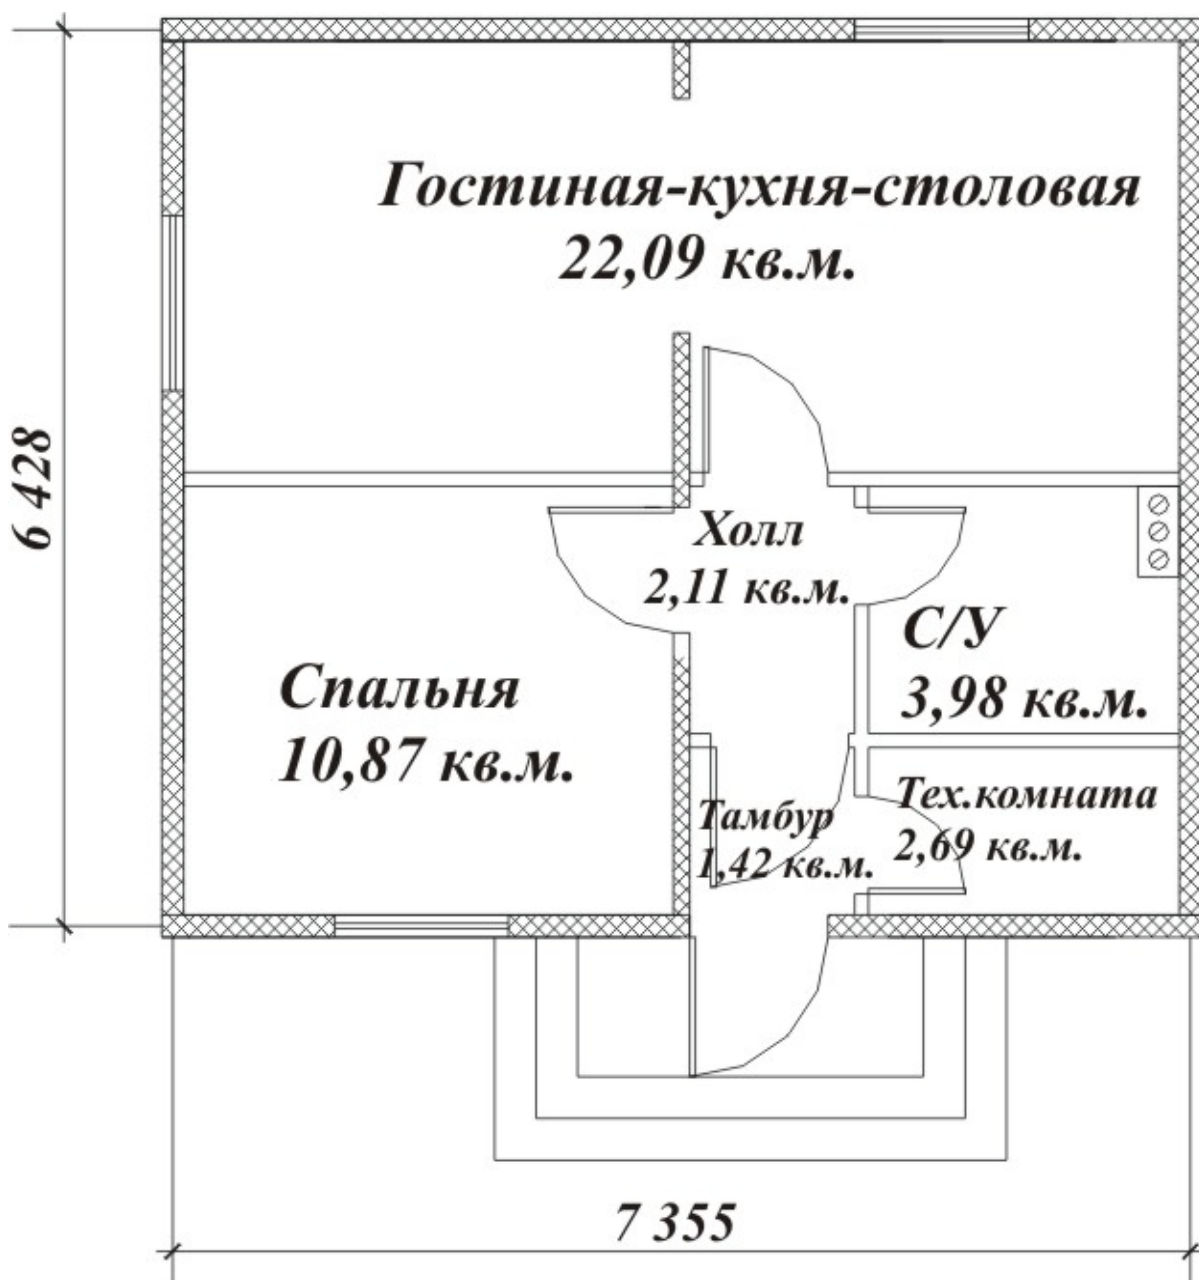 Гостиная-кухня-столовая
22,09 кв.м.
6 428
Холл
2,11 кв.м.
С/У
3,98 кв.м.
Спальня
10,87 кв.м.
Тамбур
1,42 кв.м.
Тех.комната
2,69 кв.м.
7 355